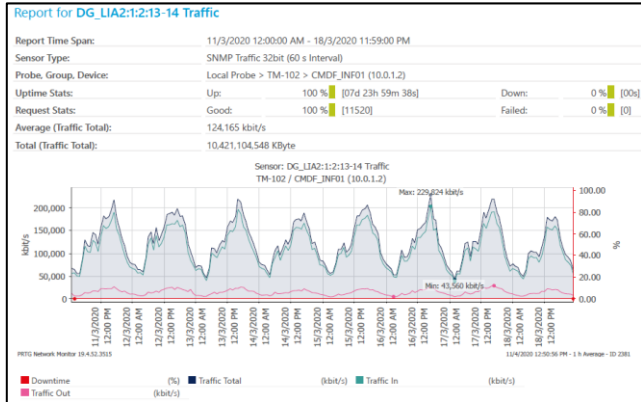 Report for DG_LIA2:1:2:13-14 Traffic
Report Time Span: 11/3/2020 12:00:00 AM - 18/3/2020 11:59:00 PM
Sensor Type: SNMP Traffic 32bit (60 s Interval)
Probe, Group, Device: Local Probe > TM-102 > CMDF_INF01 (10.0.1.2)
Uptime Stats: Up: 100 % [07d 23h 59m 38s] Down: 0 % [00s]
Request Stats: Good: 100 % [11520] Failed: 0 % [0]
Average (Traffic Total): 124.165 kbit/s
Total (Traffic Total): 10,421,104,548 KByte
Sensor: DG_LIA2:1:2:13-14 Traffic
TM-102 / CMDF_INF01 (10.0.1.2)
Max: 229,824 kbit/s
100.00
200,000
80.00
150,000
60.00
100,000
40.00
50,000
20.00
0
0.00
kbit/s
%
Min: 43,560 kbit/s
11/3/2020 12:00 PM
12/3/2020 12:00 AM
12/3/2020 12:00 PM
13/3/2020 12:00 AM
13/3/2020 12:00 PM
14/3/2020 12:00 AM
14/3/2020 12:00 PM
15/3/2020 12:00 AM
15/3/2020 12:00 PM
16/3/2020 12:00 AM
16/3/2020 12:00 PM
17/3/2020 12:00 AM
17/3/2020 12:00 PM
18/3/2020 12:00 AM
18/3/2020 12:00 PM
PRTG Network Monitor 19.4.52.3515
11/4/2020 12:50:56 PM - 1 h Average - ID 2381
Downtime (%) Traffic Total (kbit/s) Traffic In (kbit/s)
Traffic Out (kbit/s)